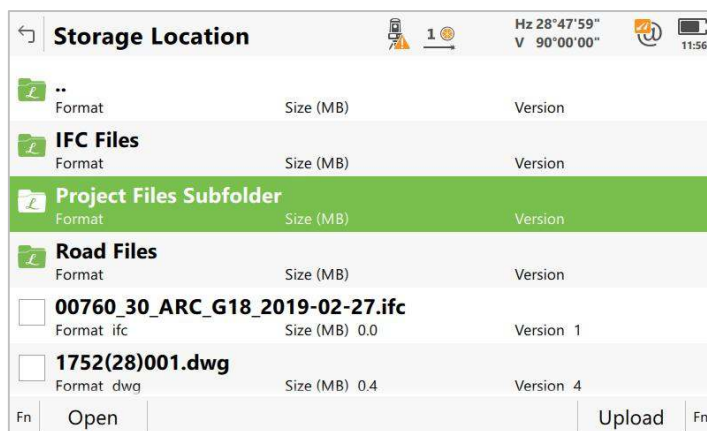 Storage Location
1
Hz 28°47'59"
V 90°00'00"
11:56
..
Format Size (MB) Version
IFC Files
Format Size (MB) Version
Project Files Subfolder
Format Size (MB) Version
Road Files
Format Size (MB) Version
00760_30_ARC_G18_2019-02-27.ifc
Format ifc Size (MB) 0.0 Version 1
1752(28)001.dwg
Format dwg Size (MB) 0.4 Version 4
Fn Open Upload Fn